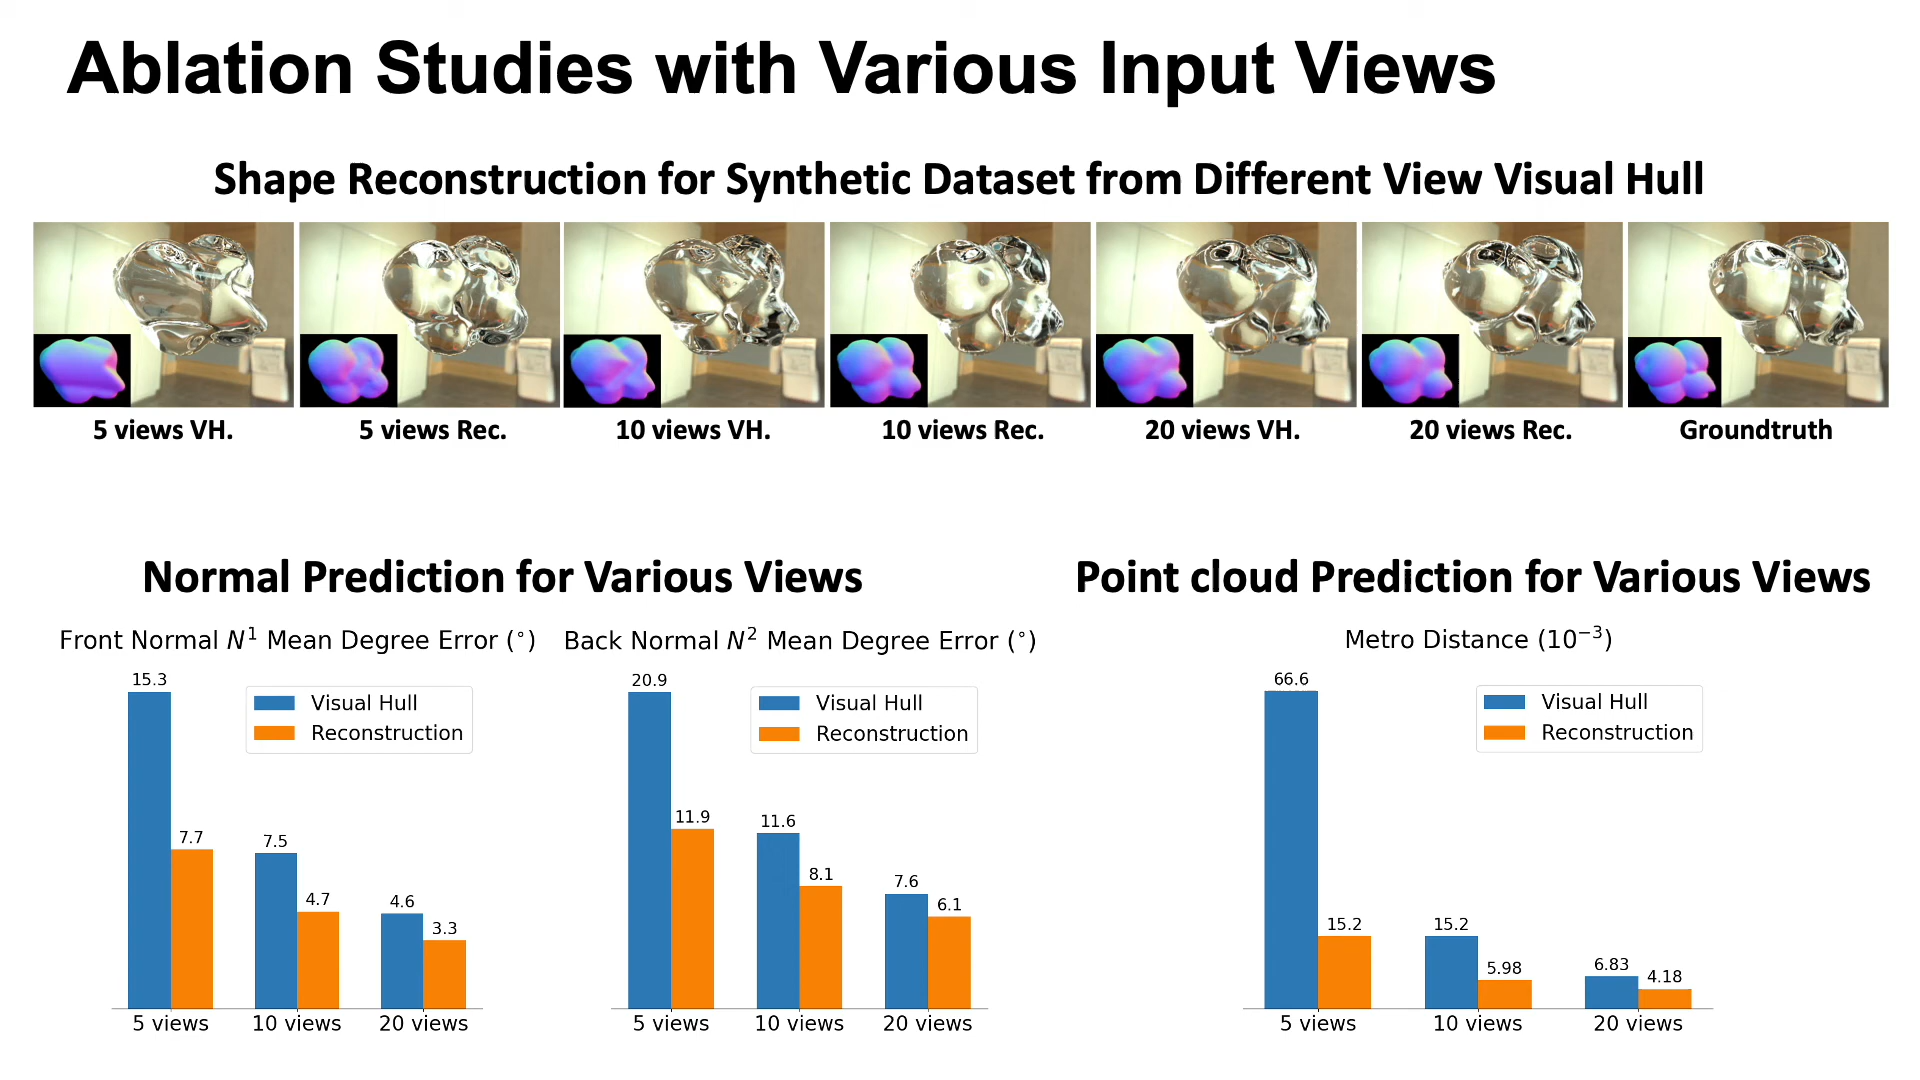 Ablation Studies with Various Input Views
Shape Reconstruction for Synthetic Dataset from Different View Visual Hull
5 views VH.
5 views Rec.
10 views VH.
10 views Rec.
20 views VH.
20 views Rec.
Groundtruth
Normal Prediction for Various Views
Front Normal N¹ Mean Degree Error (°)
15.3
7.7
7.5
4.7
4.6
3.3
Visual Hull
Reconstruction
5 views
10 views
20 views
Back Normal N² Mean Degree Error (°)
20.9
11.9
11.6
8.1
7.6
6.1
Visual Hull
Reconstruction
5 views
10 views
20 views
Point cloud Prediction for Various Views
Metro Distance (10⁻³)
66.6
15.2
15.2
5.98
6.83
4.18
Visual Hull
Reconstruction
5 views
10 views
20 views